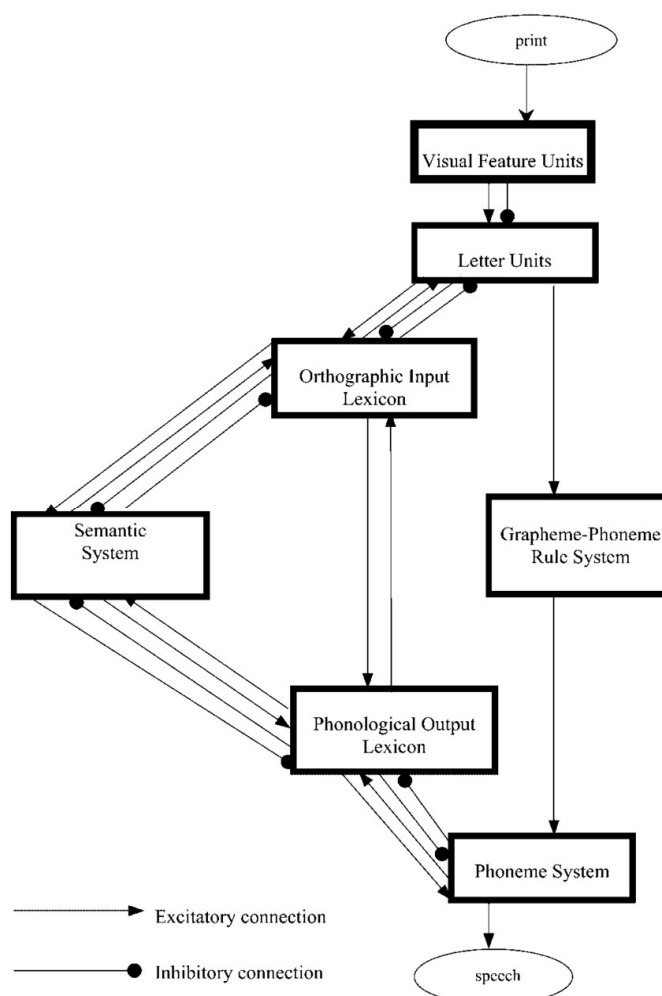 print
Visual Feature Units
Letter Units
Orthographic Input
Lexicon
Semantic
System
Grapheme-Phoneme
Rule System
Phonological Output
Lexicon
Phoneme System
Excitatory connection
Inhibitory connection
speech